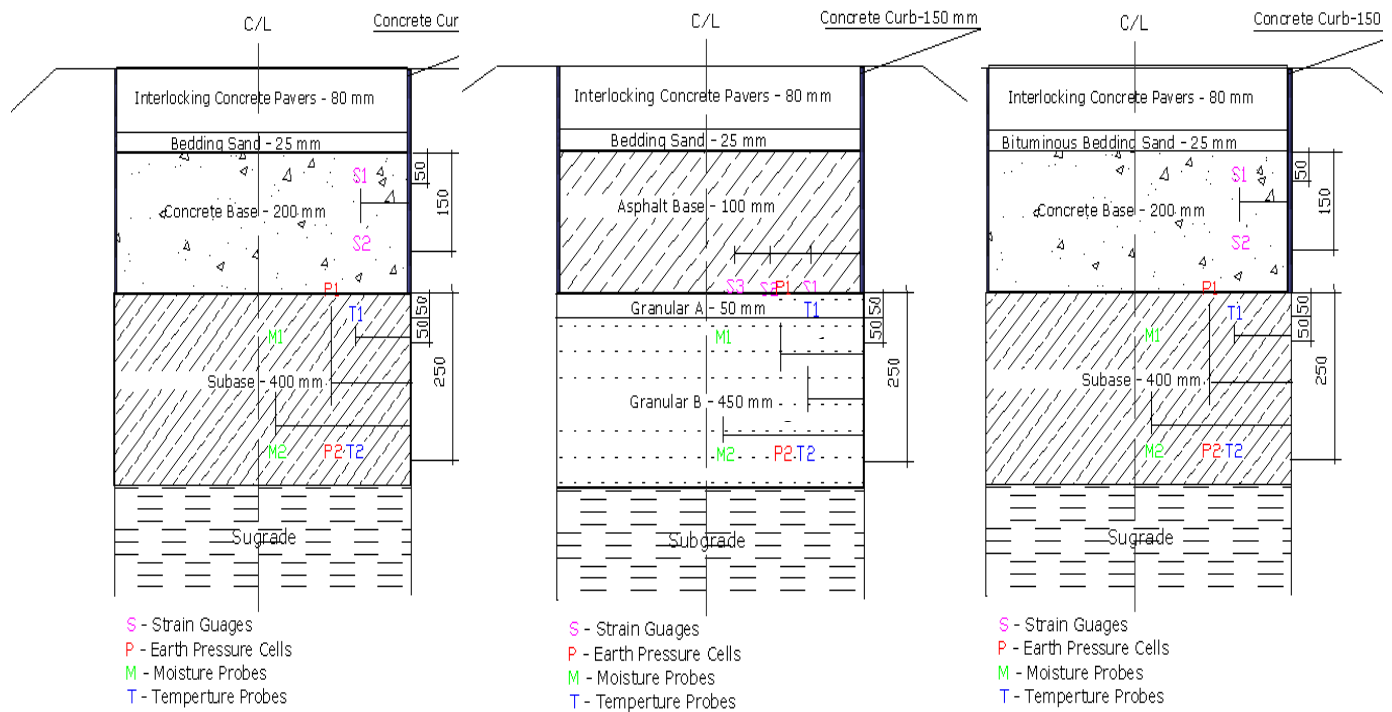 C/L
Concrete Cur
Interlocking Concrete Pavers - 80 mm
Bedding Sand - 25 mm
S1
50
150
Concrete Base - 200 mm
S2
P1
T1
50
50
M1
250
Subase - 400 mm
M2
P2
T2
Sugrade
S - Strain Guages
P - Earth Pressure Cells
M - Moisture Probes
T - Temperture Probes
C/L
Concrete Curb-150 mm
Interlocking Concrete Pavers - 80 mm
Bedding Sand - 25 mm
Asphalt Base - 100 mm
S3
S2
P1
S1
Granular A - 50 mm
T1
50
50
M1
250
Granular B - 450 mm
M2
P2
T2
Subgrade
S - Strain Guages
P - Earth Pressure Cells
M - Moisture Probes
T - Temperture Probes
C/L
Concrete Curb-150
Interlocking Concrete Pavers - 80 mm
Bituminous Bedding Sand - 25 mm
S1
50
150
Concrete Base - 200 mm
S2
P1
T1
50
50
M1
250
Subase - 400 mm
M2
P2
T2
Sugrade
S - Strain Guages
P - Earth Pressure Cells
M - Moisture Probes
T - Temperture Probes